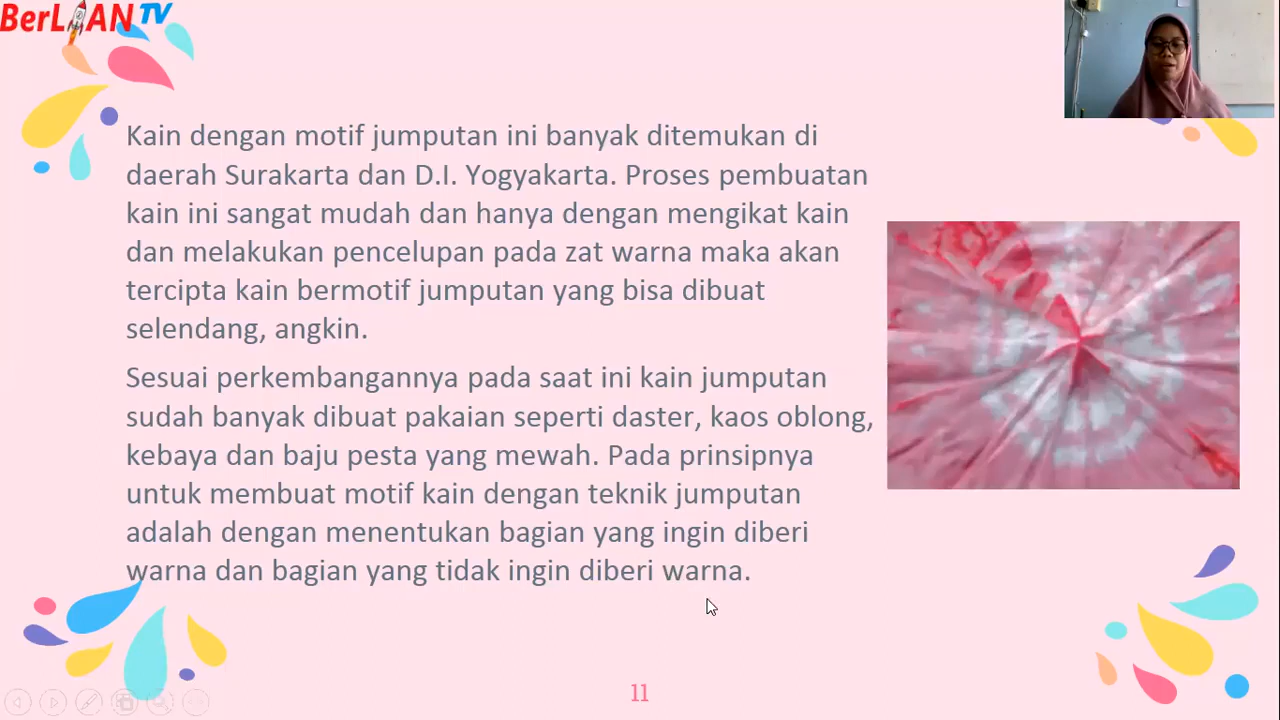 BerLIAN TV
Kain dengan motif jumputan ini banyak ditemukan di
daerah Surakarta dan D.I. Yogyakarta. Proses pembuatan
kain ini sangat mudah dan hanya dengan mengikat kain
dan melakukan pencelupan pada zat warna maka akan
tercipta kain bermotif jumputan yang bisa dibuat
selendang, angkin.
Sesuai perkembangannya pada saat ini kain jumputan
sudah banyak dibuat pakaian seperti daster, kaos oblong,
kebaya dan baju pesta yang mewah. Pada prinsipnya
untuk membuat motif kain dengan teknik jumputan
adalah dengan menentukan bagian yang ingin diberi
warna dan bagian yang tidak ingin diberi warna.
11